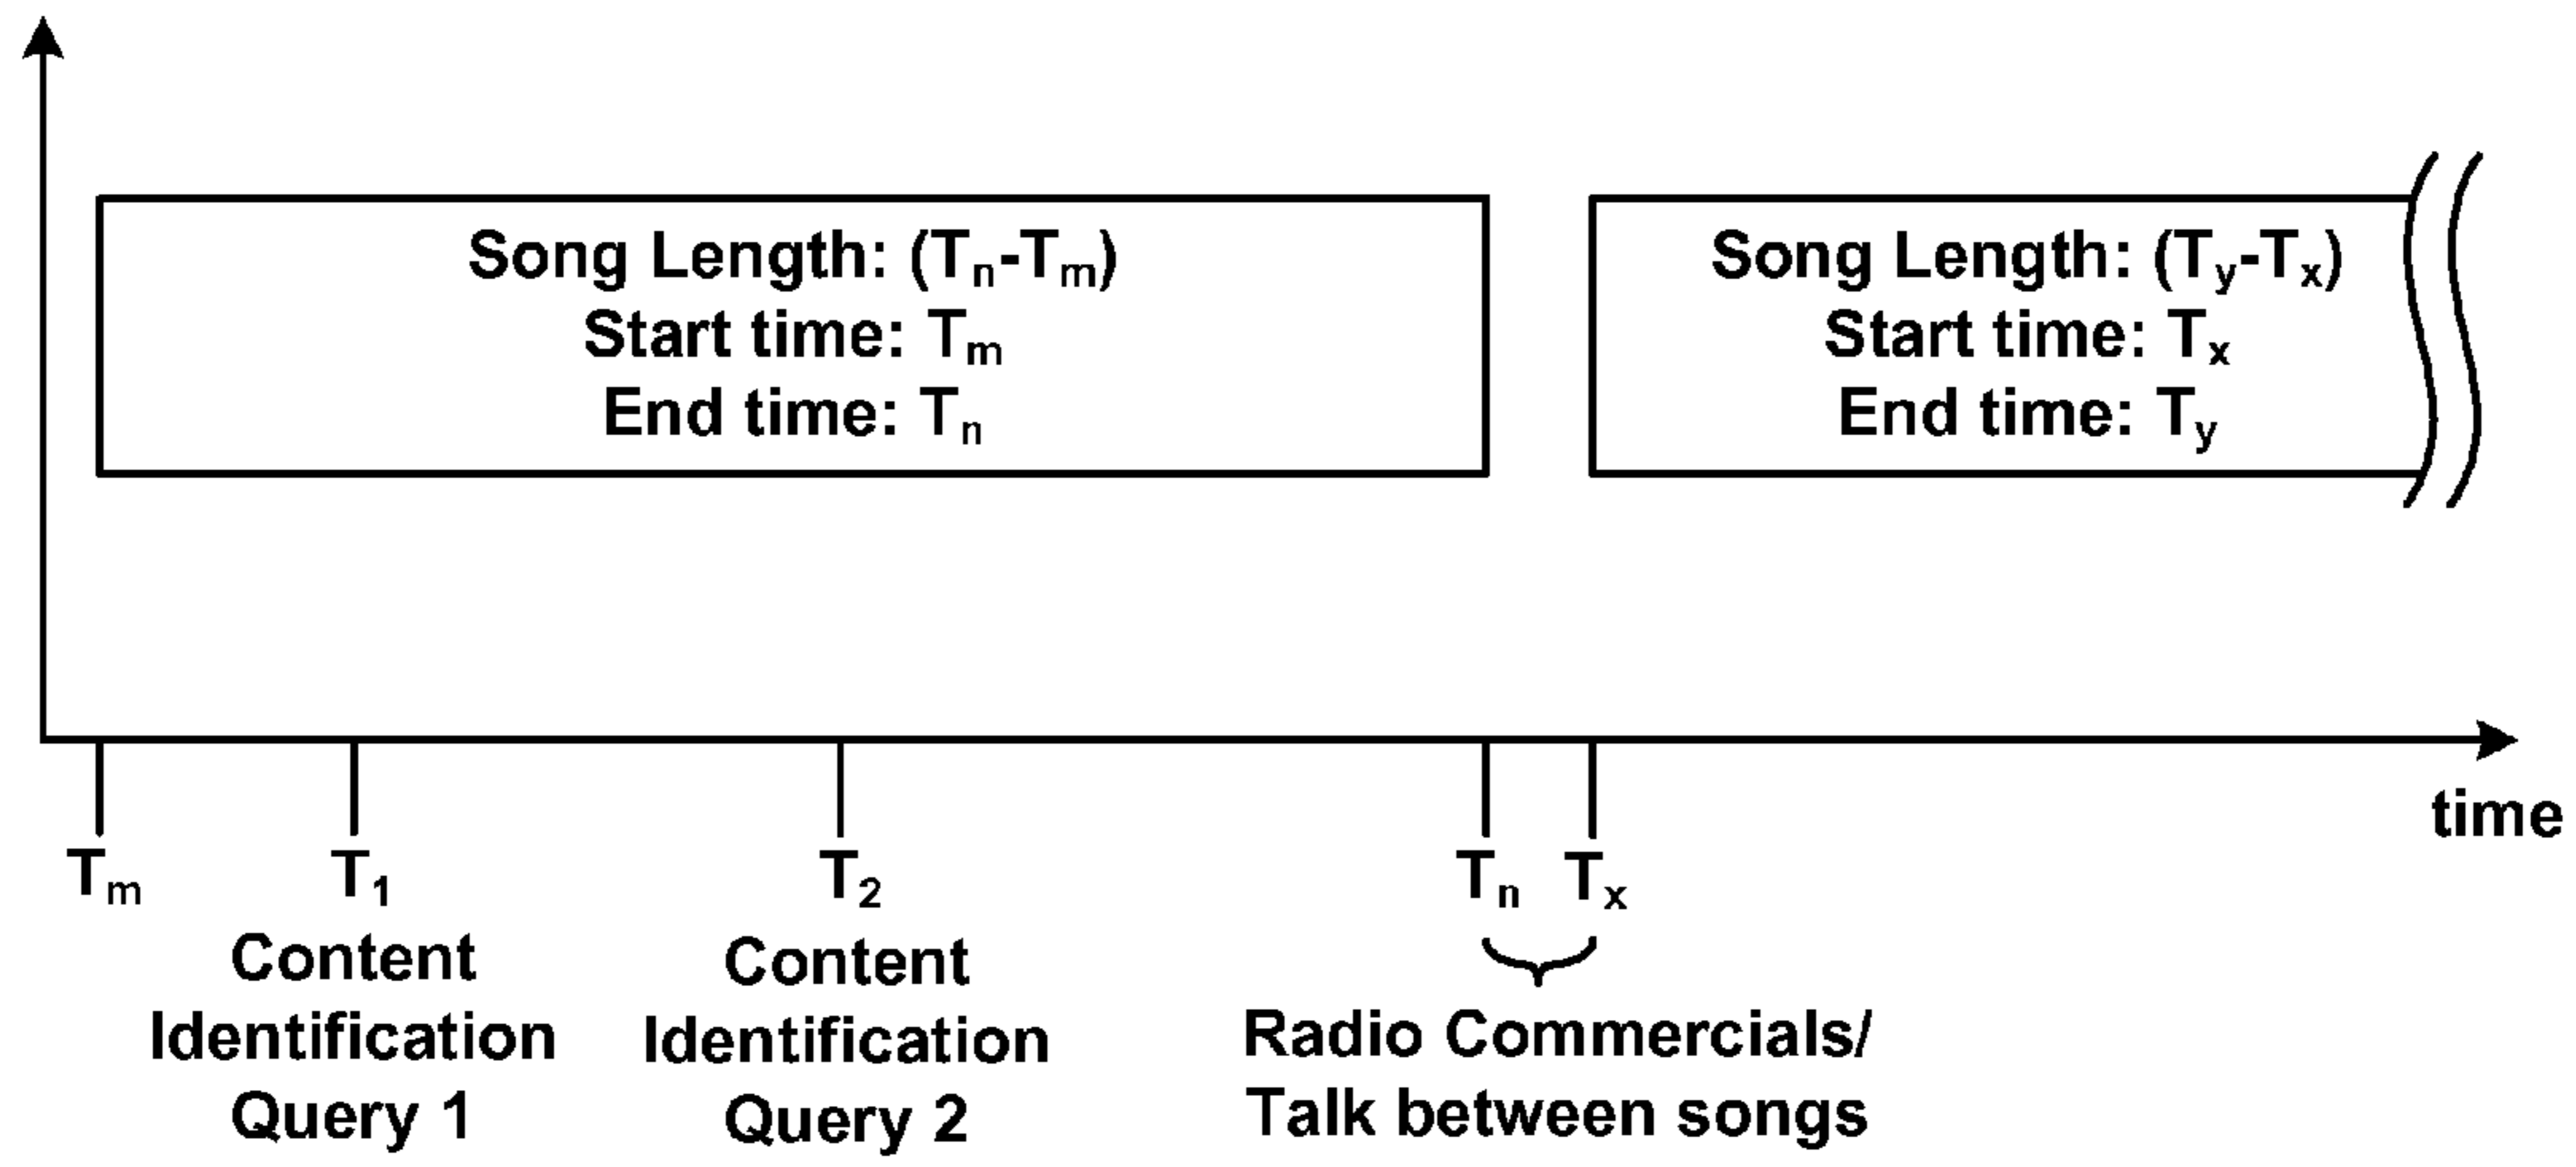 Song Length: (Tn-Tm)
Start time: Tm
End time: Tn
Song Length: (Ty-Tx)
Start time: Tx
End time: Ty
time
Tm
T1
T2
Tn
Tx
Content
Identification
Query 1
Content
Identification
Query 2
Radio Commercials/
Talk between songs